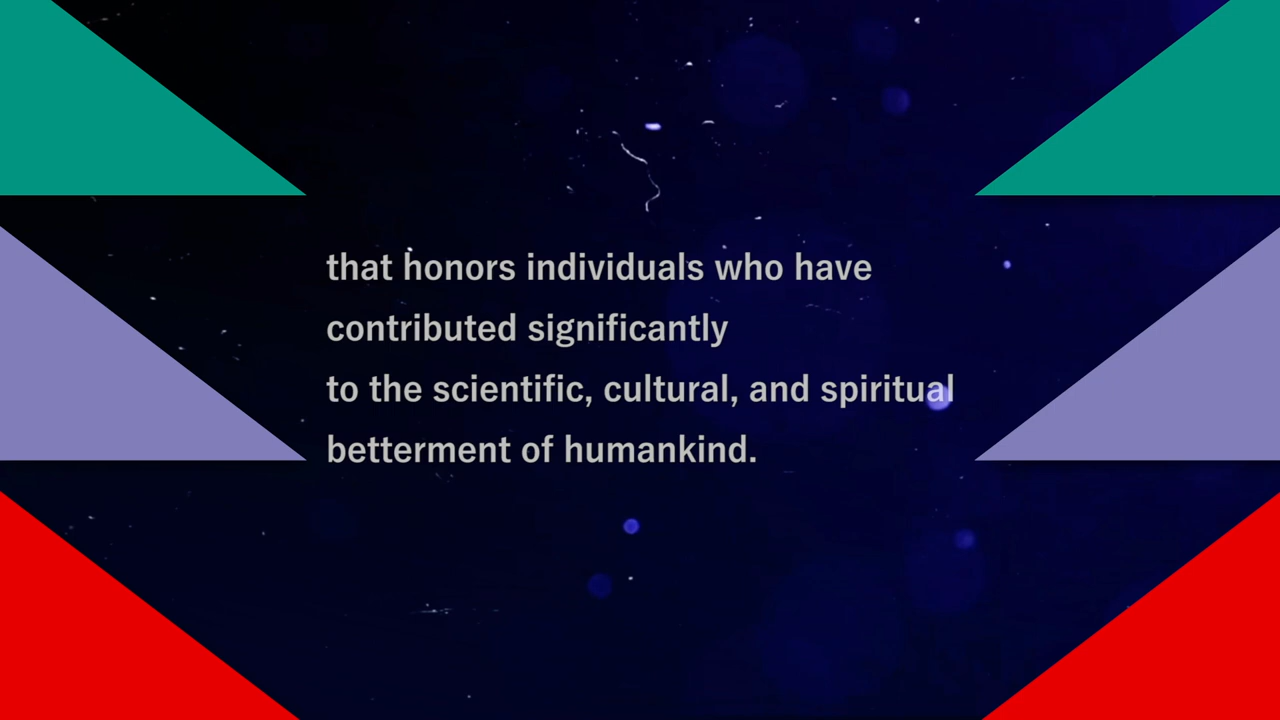 that honors individuals who have
contributed significantly
to the scientific, cultural, and spiritual
betterment of humankind.